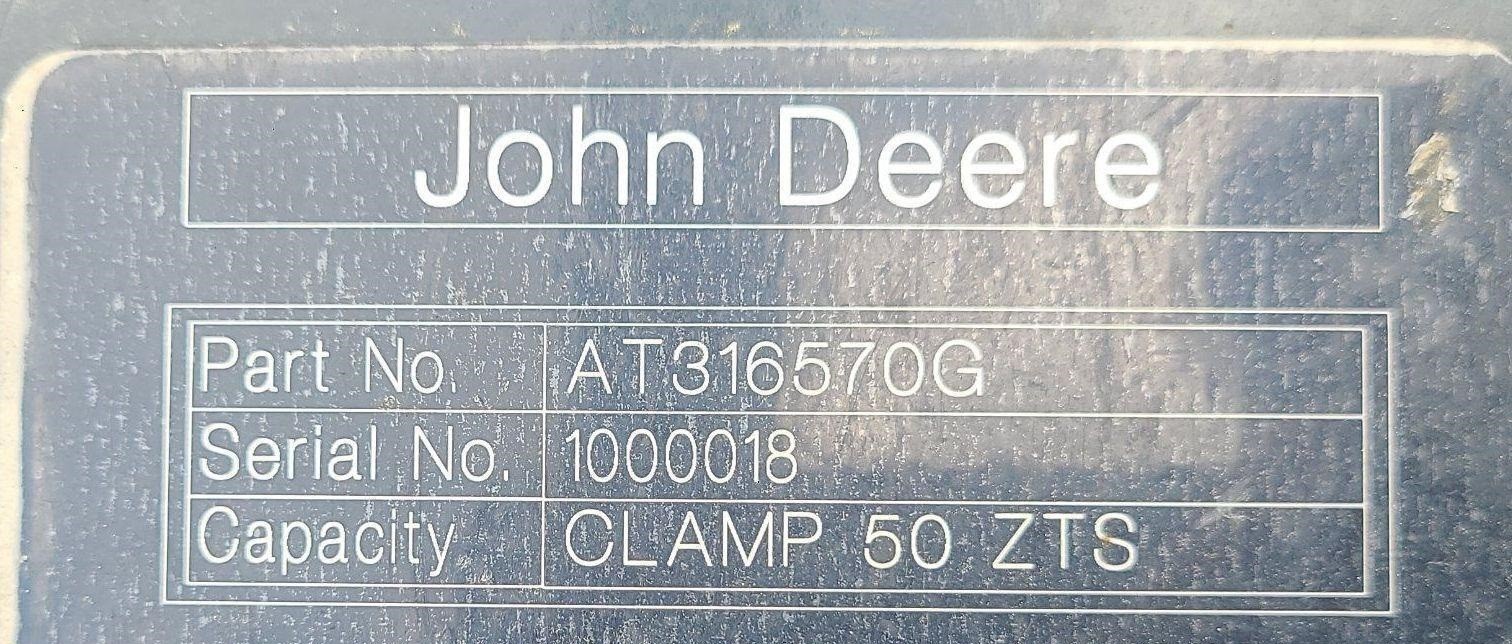 John Deere
Part No. AT316570G
Serial No. 1000018
Capacity CLAMP 50 ZTS